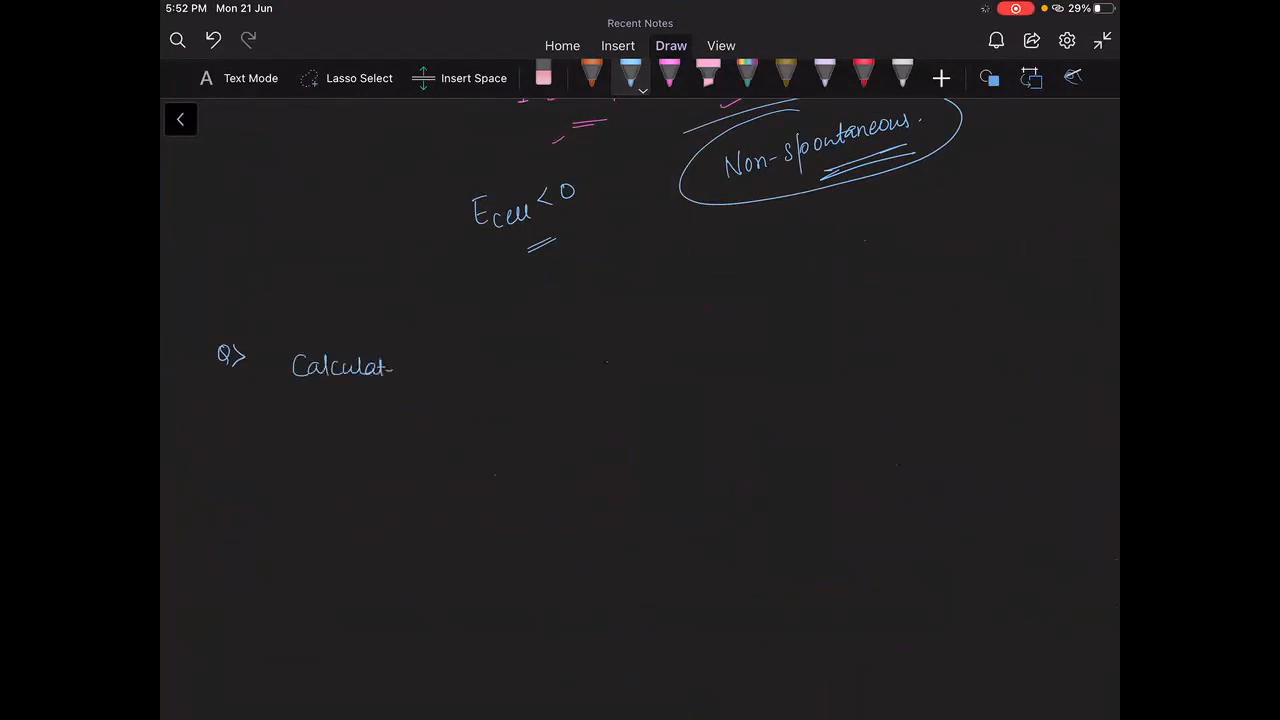 5:52 PM Mon 21 Jun
29%
Recent Notes
Home Insert Draw View
A Text Mode Lasso Select Insert Space
Non-spontaneous.
Ecell < 0
Q> Calculat